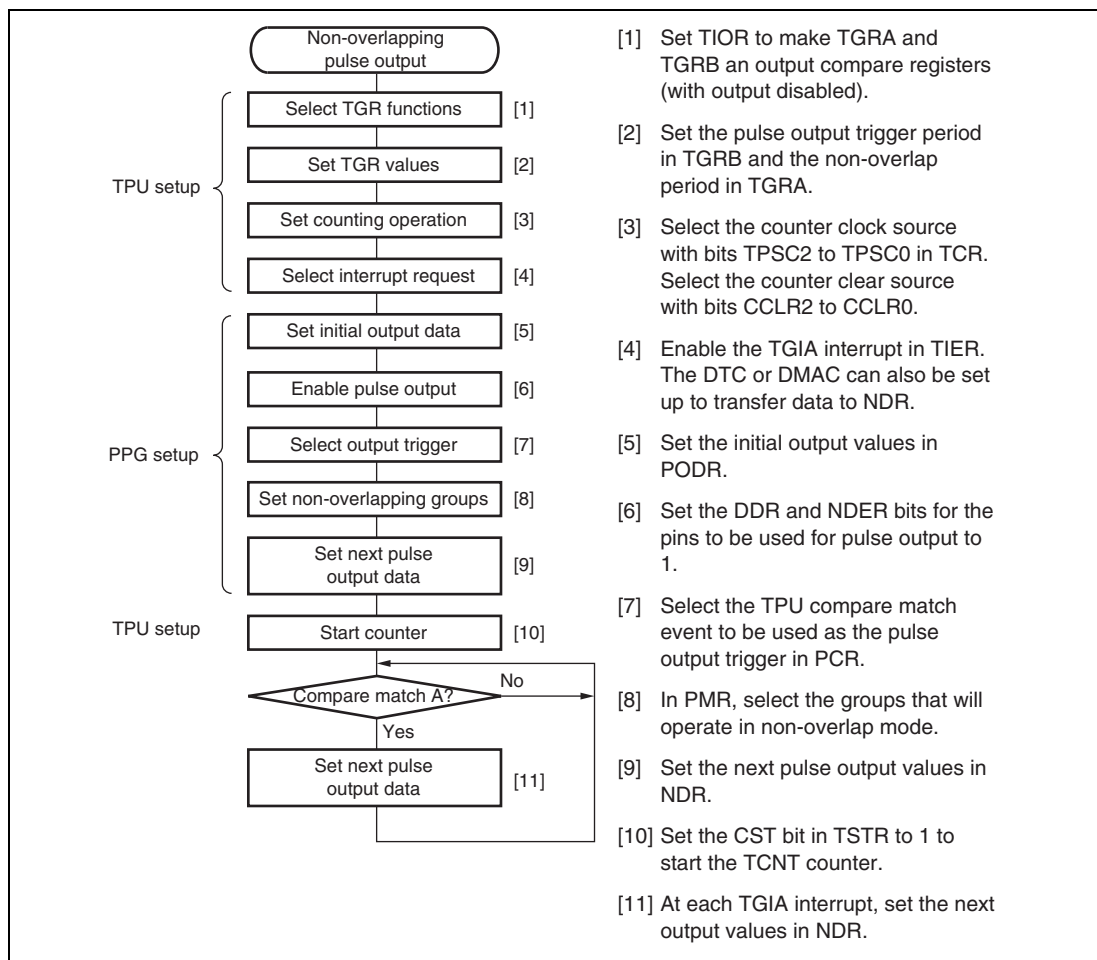 Non-overlapping
pulse output
TPU setup
Select TGR functions [1]
Set TGR values [2]
Set counting operation [3]
Select interrupt request [4]
PPG setup
Set initial output data [5]
Enable pulse output [6]
Select output trigger [7]
Set non-overlapping groups [8]
Set next pulse
output data [9]
TPU setup
Start counter [10]
Compare match A?
No
Yes
Set next pulse
output data [11]
[1] Set TIOR to make TGRA and
TGRB an output compare registers
(with output disabled).
[2] Set the pulse output trigger period
in TGRB and the non-overlap
period in TGRA.
[3] Select the counter clock source
with bits TPSC2 to TPSC0 in TCR.
Select the counter clear source
with bits CCLR2 to CCLR0.
[4] Enable the TGIA interrupt in TIER.
The DTC or DMAC can also be set
up to transfer data to NDR.
[5] Set the initial output values in
PODR.
[6] Set the DDR and NDER bits for the
pins to be used for pulse output to
1.
[7] Select the TPU compare match
event to be used as the pulse
output trigger in PCR.
[8] In PMR, select the groups that will
operate in non-overlap mode.
[9] Set the next pulse output values in
NDR.
[10] Set the CST bit in TSTR to 1 to
start the TCNT counter.
[11] At each TGIA interrupt, set the next
output values in NDR.